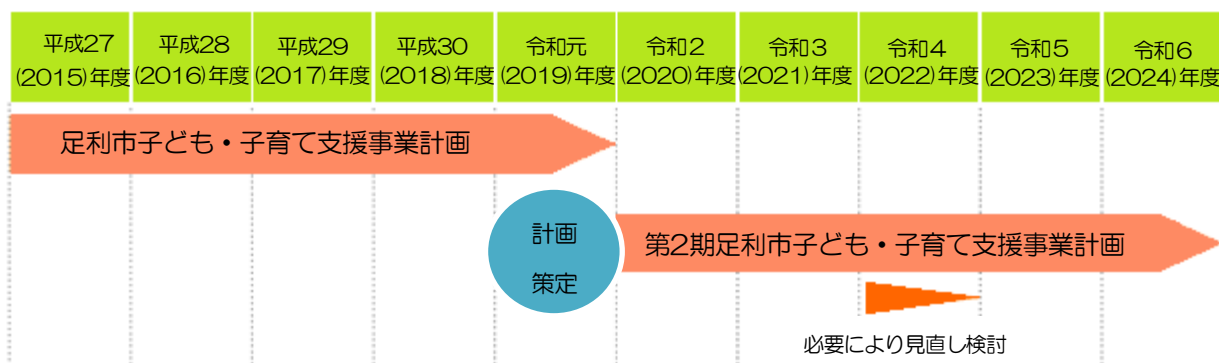 平成27 平成28 平成29 平成30 令和元 令和2 令和3 令和4 令和5 令和6
(2015)年度 (2016)年度 (2017)年度 (2018)年度 (2019)年度 (2020)年度 (2021)年度 (2022)年度 (2023)年度 (2024)年度
足利市子ども・子育て支援事業計画
計画
策定
第2期足利市子ども・子育て支援事業計画
必要により見直し検討